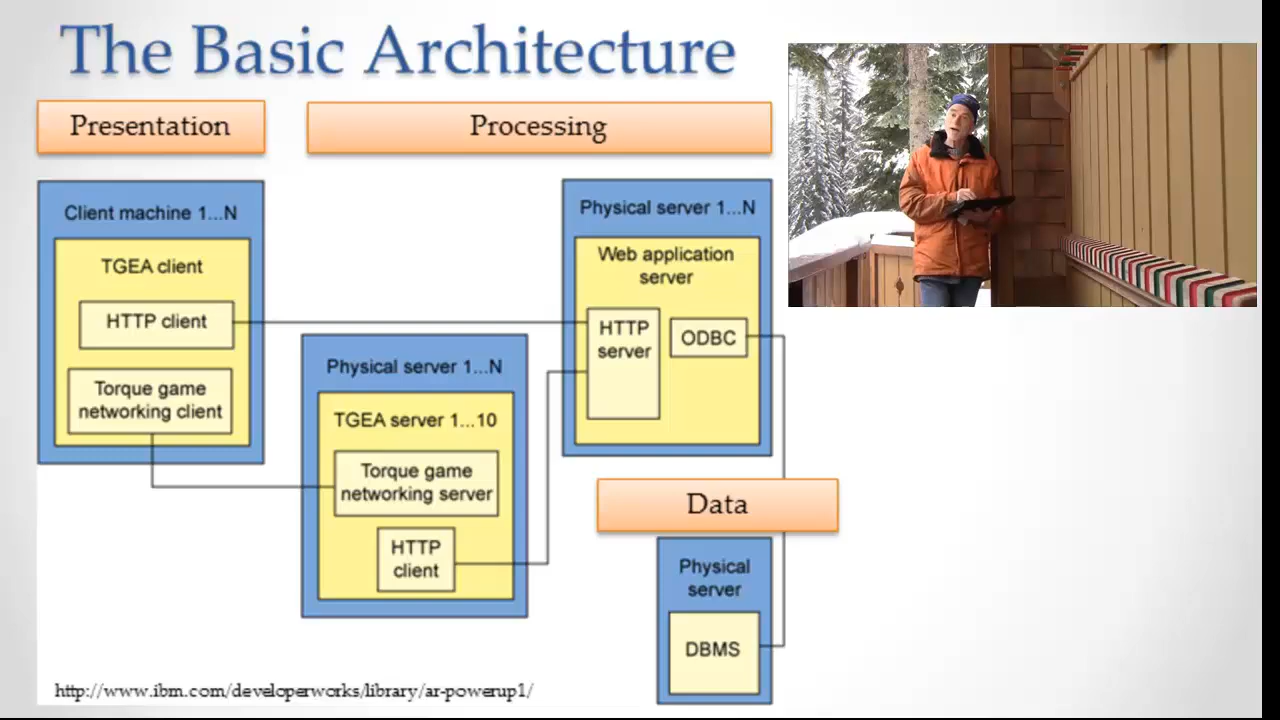 The Basic Architecture
Presentation
Processing
Client machine 1...N
TGEA client
HTTP client
Torque game
networking client
Physical server 1...N
TGEA server 1...10
Torque game
networking server
HTTP
client
Physical server 1...N
Web application
server
HTTP
server
ODBC
Data
Physical
server
DBMS
http://www.ibm.com/developerworks/library/ar-powerup1/